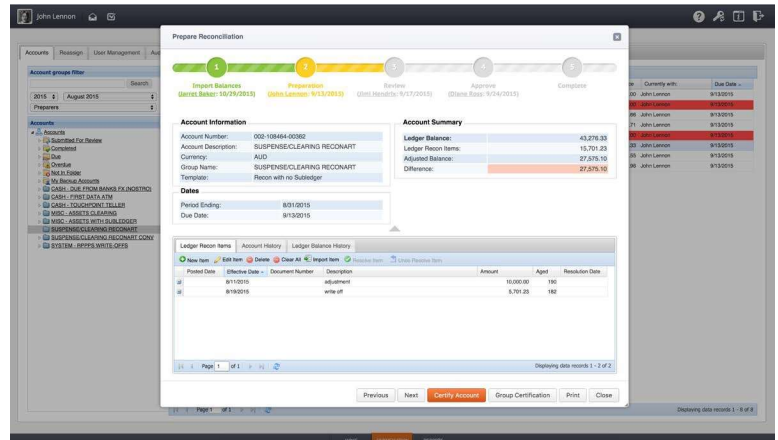 John Lennon
Prepare Reconciliation
Accounts Reassign User Management
Account groups filter
Search
2015 August 2015
Preparers
Accounts
Accounts
Submitted For Review
Completed
Due
Overdue
Not In Folder
My Backup Accounts
CASH - DUE FROM BANKS FX (NOSTRO)
CASH - FIRST DATA ATM
CASH - TOUCHPOINT TELLER
MISC - ASSETS CLEARING
MISC - ASSETS WITH SUBLEDGER
SUSPENSE/CLEARING RECONART
SUSPENSE/CLEARING RECONART CONV
SYSTEM - RPPPS WRITE-OFFS
1 2 3 4
Import Balances Preparation Review Approve Complete
(Jarret Baker: 10/29/2015) (John Lennon: 9/13/2015) (Jimi Hendrix: 9/17/2015) (Diana Ross: 9/24/2015)
Account Information
Account Number: 002-108464-00362
Account Description: SUSPENSE/CLEARING RECONART
Currency: AUD
Group Name: SUSPENSE/CLEARING RECONART
Template: Recon with no Subledger
Account Summary
Ledger Balance: 43,276.33
Ledger Recon Items: 15,701.23
Adjusted Balance: 27,575.10
Difference: 27,575.10
Dates
Period Ending: 8/31/2015
Due Date: 9/13/2015
Ledger Recon Items Account History Ledger Balance History
New Item Edit Item Delete Clear All Import Item Resolve Item Undo Resolve Item
Posted Date Effective Date Document Number Description Amount Aged Resolution Date
8/11/2015 adjustment 10,000.00 190
8/19/2015 write off 5,701.23 182
Page 1 of 1
Displaying data records 1 - 2 of 2
Previous Next Certify Account Group Certification Print Close
Currently with: Due Date
John Lennon 9/13/2015
John Lennon 9/13/2015
John Lennon 9/13/2015
John Lennon 9/13/2015
John Lennon 9/13/2015
John Lennon 9/13/2015
John Lennon 9/13/2015
John Lennon 9/13/2015
Page 1 of 1
Displaying data records 1 - 8 of 8